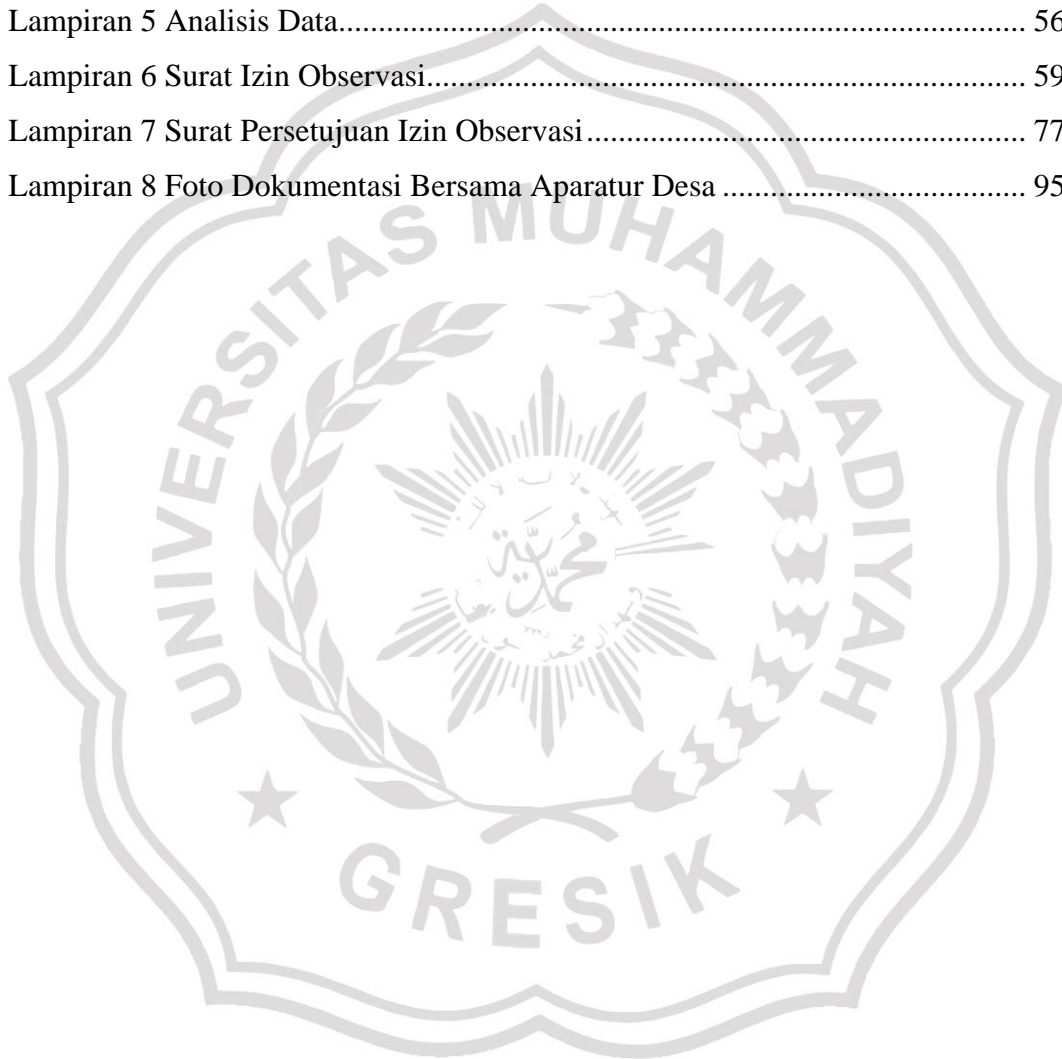 Lampiran 5 Analisis Data.................................................................................... 56
Lampiran 6 Surat Izin Observasi......................................................................... 59
Lampiran 7 Surat Persetujuan Izin Observasi..................................................... 77
Lampiran 8 Foto Dokumentasi Bersama Aparatur Desa ..................................... 95
UNIVERSITAS MUHAMMADIYAH
محمد
GRESIK